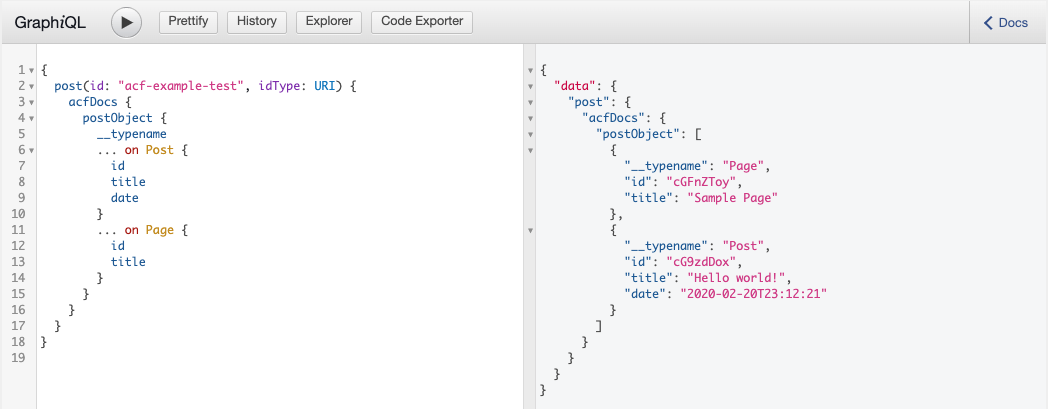 GraphiQL Prettify History Explorer Code Exporter Docs
1 {
2 post(id: "acf-example-test", idType: URI) {
3 acfDocs {
4 postObject {
5 __typename
6 ... on Post {
7 id
8 title
9 date
10 }
11 ... on Page {
12 id
13 title
14 }
15 }
16 }
17 }
18 }
19
{
"data": {
"post": {
"acfDocs": {
"postObject": [
{
"__typename": "Page",
"id": "cGFnZToy",
"title": "Sample Page"
},
{
"__typename": "Post",
"id": "cG9zdDox",
"title": "Hello world!",
"date": "2020-02-20T23:12:21"
}
]
}
}
}
}